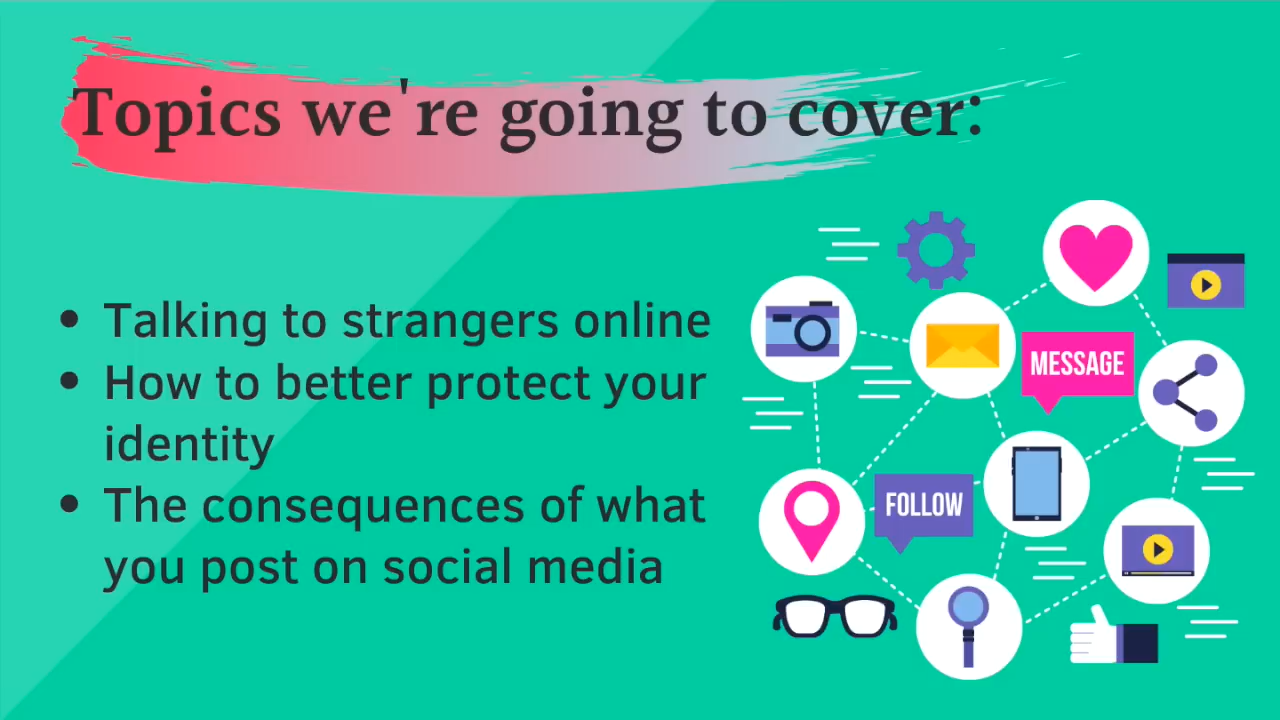 Topics we're going to cover:
• Talking to strangers online
• How to better protect your
identity
• The consequences of what
you post on social media
MESSAGE
FOLLOW